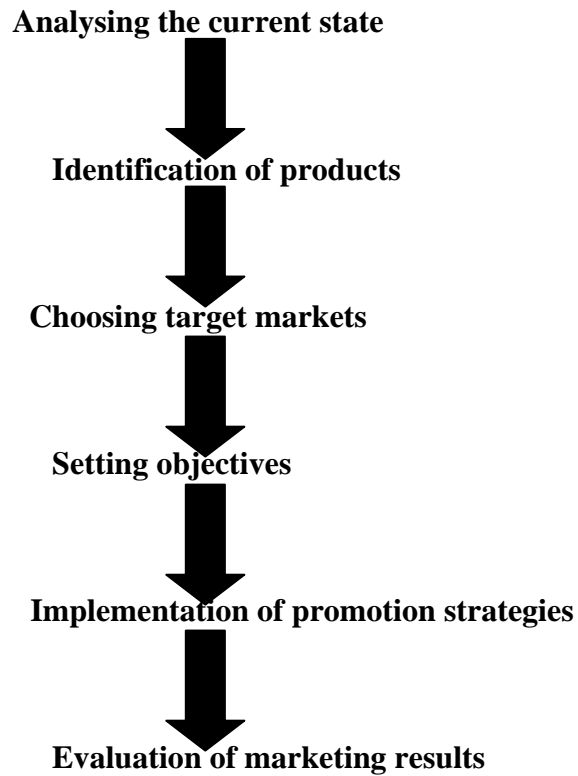 Analysing the current state
Identification of products
Choosing target markets
Setting objectives
Implementation of promotion strategies
Evaluation of marketing results